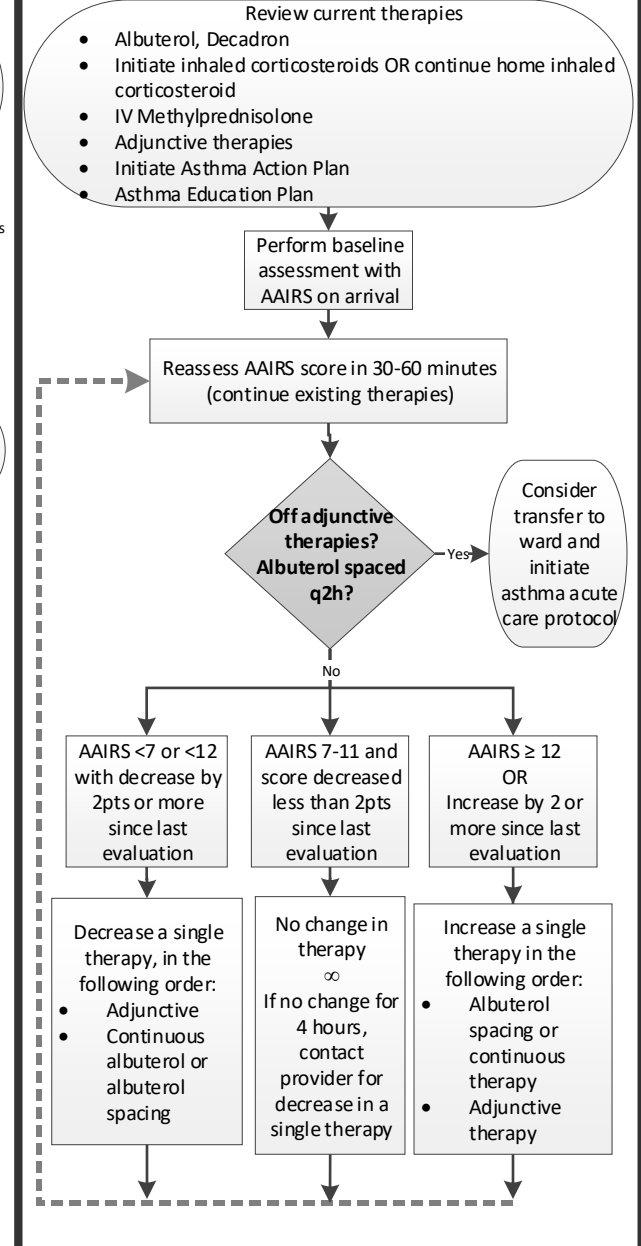 Review current therapies
• Albuterol, Decadron
• Initiate inhaled corticosteroids OR continue home inhaled
corticosteroid
• IV Methylprednisolone
• Adjunctive therapies
• Initiate Asthma Action Plan
• Asthma Education Plan
s
Perform baseline
assessment with
AAIRS on arrival
Reassess AAIRS score in 30-60 minutes
(continue existing therapies)
Off adjunctive
therapies?
Albuterol spaced
q2h?
Yes
Consider
transfer to
ward and
initiate
asthma acute
care protocol
No
AAIRS <7 or <12
with decrease by
2pts or more
since last
evaluation
AAIRS 7-11 and
score decreased
less than 2pts
since last
evaluation
AAIRS ≥ 12
OR
Increase by 2 or
more since last
evaluation
Decrease a single
therapy, in the
following order:
• Adjunctive
• Continuous
albuterol or
albuterol
spacing
No change in
therapy
∞
If no change for
4 hours,
contact
provider for
decrease in a
single therapy
Increase a single
therapy in the
following order:
• Albuterol
spacing or
continuous
therapy
• Adjunctive
therapy